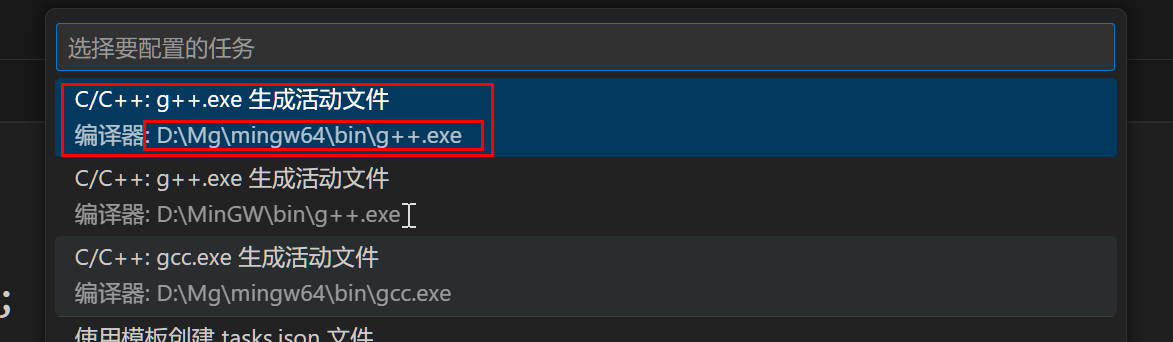 选择要配置的任务
C/C++: g++.exe 生成活动文件
编译器: D:\Mg\mingw64\bin\g++.exe
C/C++: g++.exe 生成活动文件
编译器: D:\MinGW\bin\g++.exe
C/C++: gcc.exe 生成活动文件
编译器: D:\Mg\mingw64\bin\gcc.exe
;
使用模板创建 tasks.json 文件